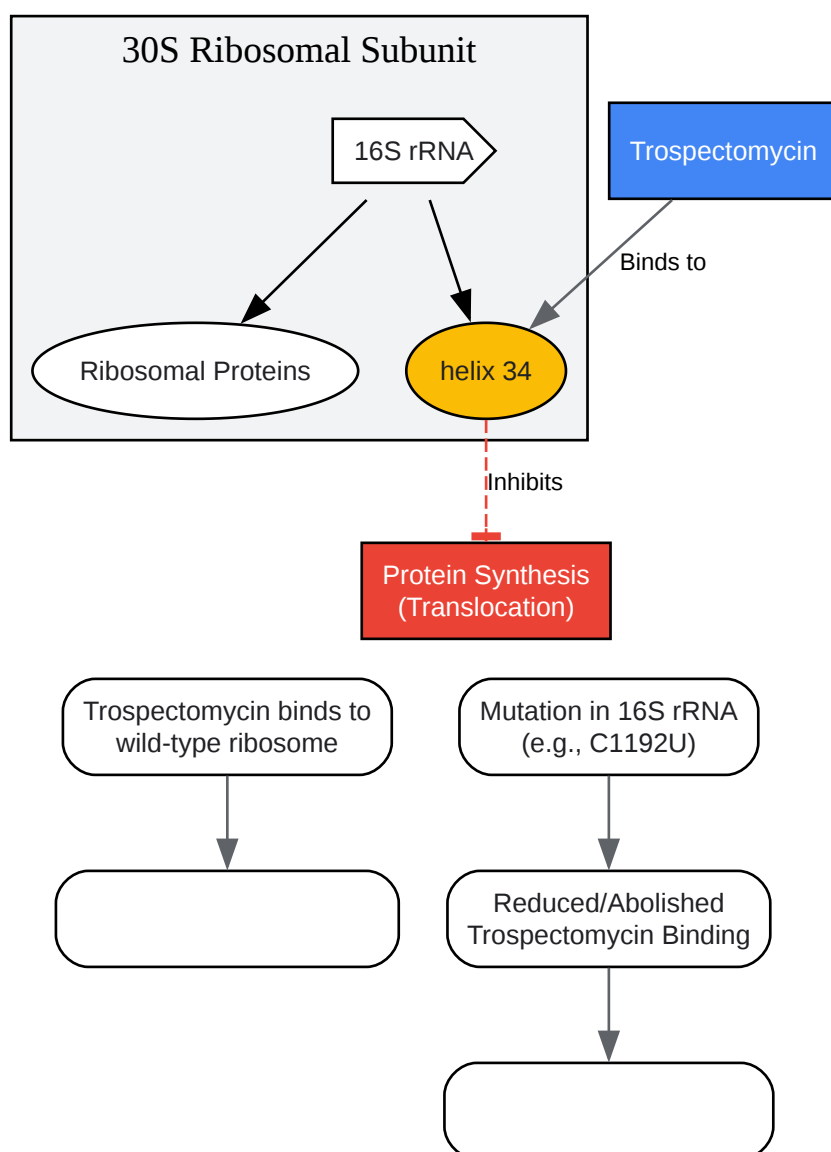 30S Ribosomal Subunit
16S rRNA
Trospectomycin
Binds to
Ribosomal Proteins
helix 34
Inhibits
Protein Synthesis
(Translocation)
Trospectomycin binds to
wild-type ribosome
Mutation in 16S rRNA
(e.g., C1192U)
Reduced/Abolished
Trospectomycin Binding